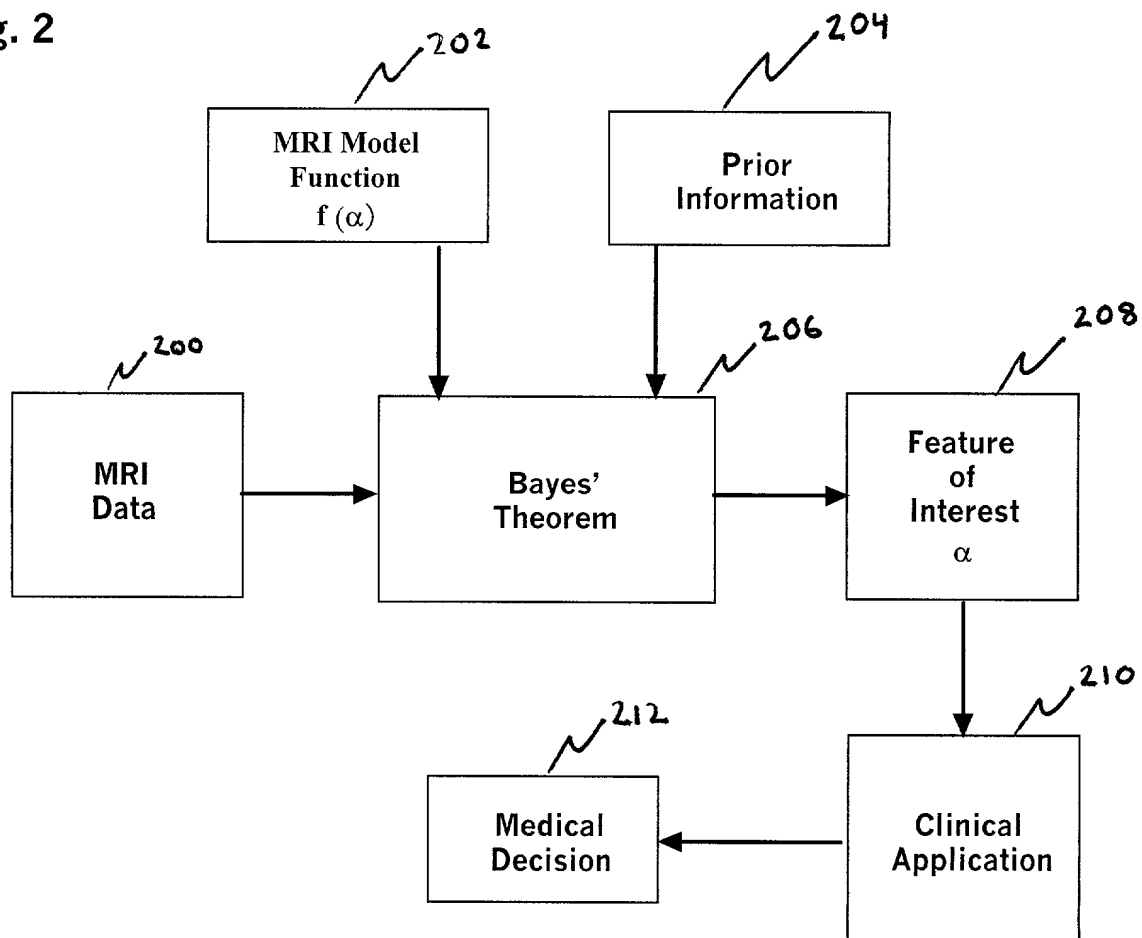 g. 2
202
204
MRI Model
Function
f (α)
Prior
Information
200
206
208
MRI
Data
Bayes'
Theorem
Feature
of
Interest
α
212
210
Medical
Decision
Clinical
Application